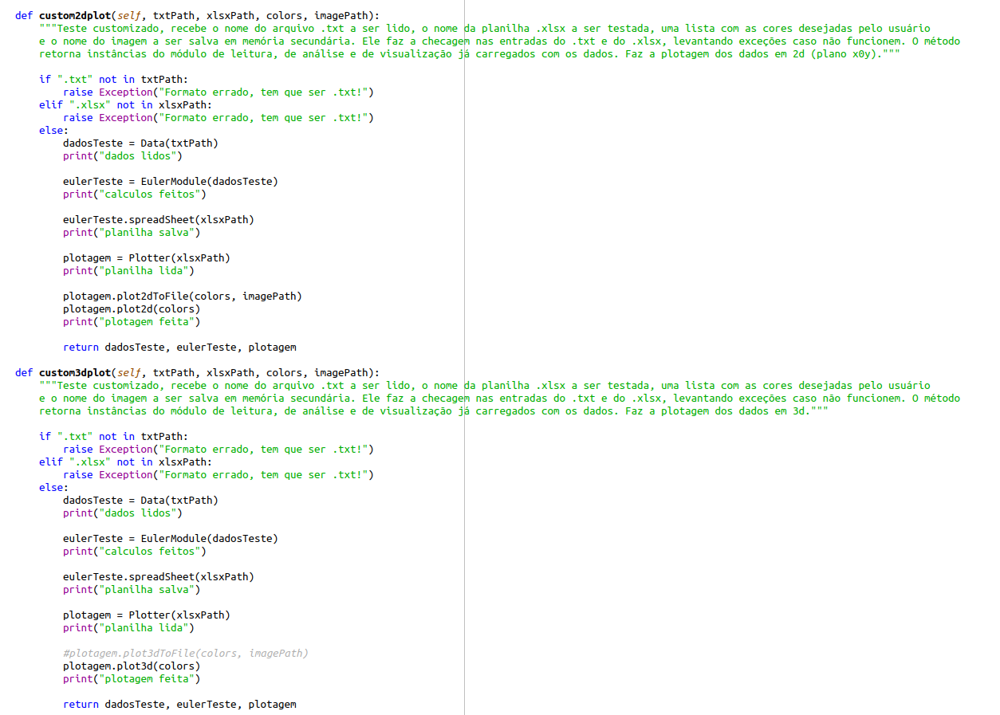 def custom2dplot(self, txtPath, xlsxPath, colors, imagePath):
"""Teste customizado, recebe o nome do arquivo .txt a ser lido, o nome da planilha .xlsx a ser testada, uma lista com as cores desejadas pelo usuário
e o nome do imagem a ser salva em memória secundária. Ele faz a checagem nas entradas do .txt e do .xlsx, levantando exceções caso não funcionem. O método
retorna instâncias do módulo de leitura, de análise e de visualização já carregados com os dados. Faz a plotagem dos dados em 2d (plano x0y)."""
if ".txt" not in txtPath:
raise Exception("Formato errado, tem que ser .txt!")
elif ".xlsx" not in xlsxPath:
raise Exception("Formato errado, tem que ser .txt!")
else:
dadosTeste = Data(txtPath)
print("dados lidos")
eulerTeste = EulerModule(dadosTeste)
print("calculos feitos")
eulerTeste.spreadSheet(xlsxPath)
print("planilha salva")
plotagem = Plotter(xlsxPath)
print("planilha lida")
plotagem.plot2dToFile(colors, imagePath)
plotagem.plot2d(colors)
print("plotagem feita")
return dadosTeste, eulerTeste, plotagem
def custom3dplot(self, txtPath, xlsxPath, colors, imagePath):
"""Teste customizado, recebe o nome do arquivo .txt a ser lido, o nome da planilha .xlsx a ser testada, uma lista com as cores desejadas pelo usuário
e o nome do imagem a ser salva em memória secundária. Ele faz a checagem nas entradas do .txt e do .xlsx, levantando exceções caso não funcionem. O método
retorna instâncias do módulo de leitura, de análise e de visualização já carregados com os dados. Faz a plotagem dos dados em 3d."""
if ".txt" not in txtPath:
raise Exception("Formato errado, tem que ser .txt!")
elif ".xlsx" not in xlsxPath:
raise Exception("Formato errado, tem que ser .txt!")
else:
dadosTeste = Data(txtPath)
print("dados lidos")
eulerTeste = EulerModule(dadosTeste)
print("calculos feitos")
eulerTeste.spreadSheet(xlsxPath)
print("planilha salva")
plotagem = Plotter(xlsxPath)
print("planilha lida")
#plotagem.plot3dToFile(colors, imagePath)
plotagem.plot3d(colors)
print("plotagem feita")
return dadosTeste, eulerTeste, plotagem